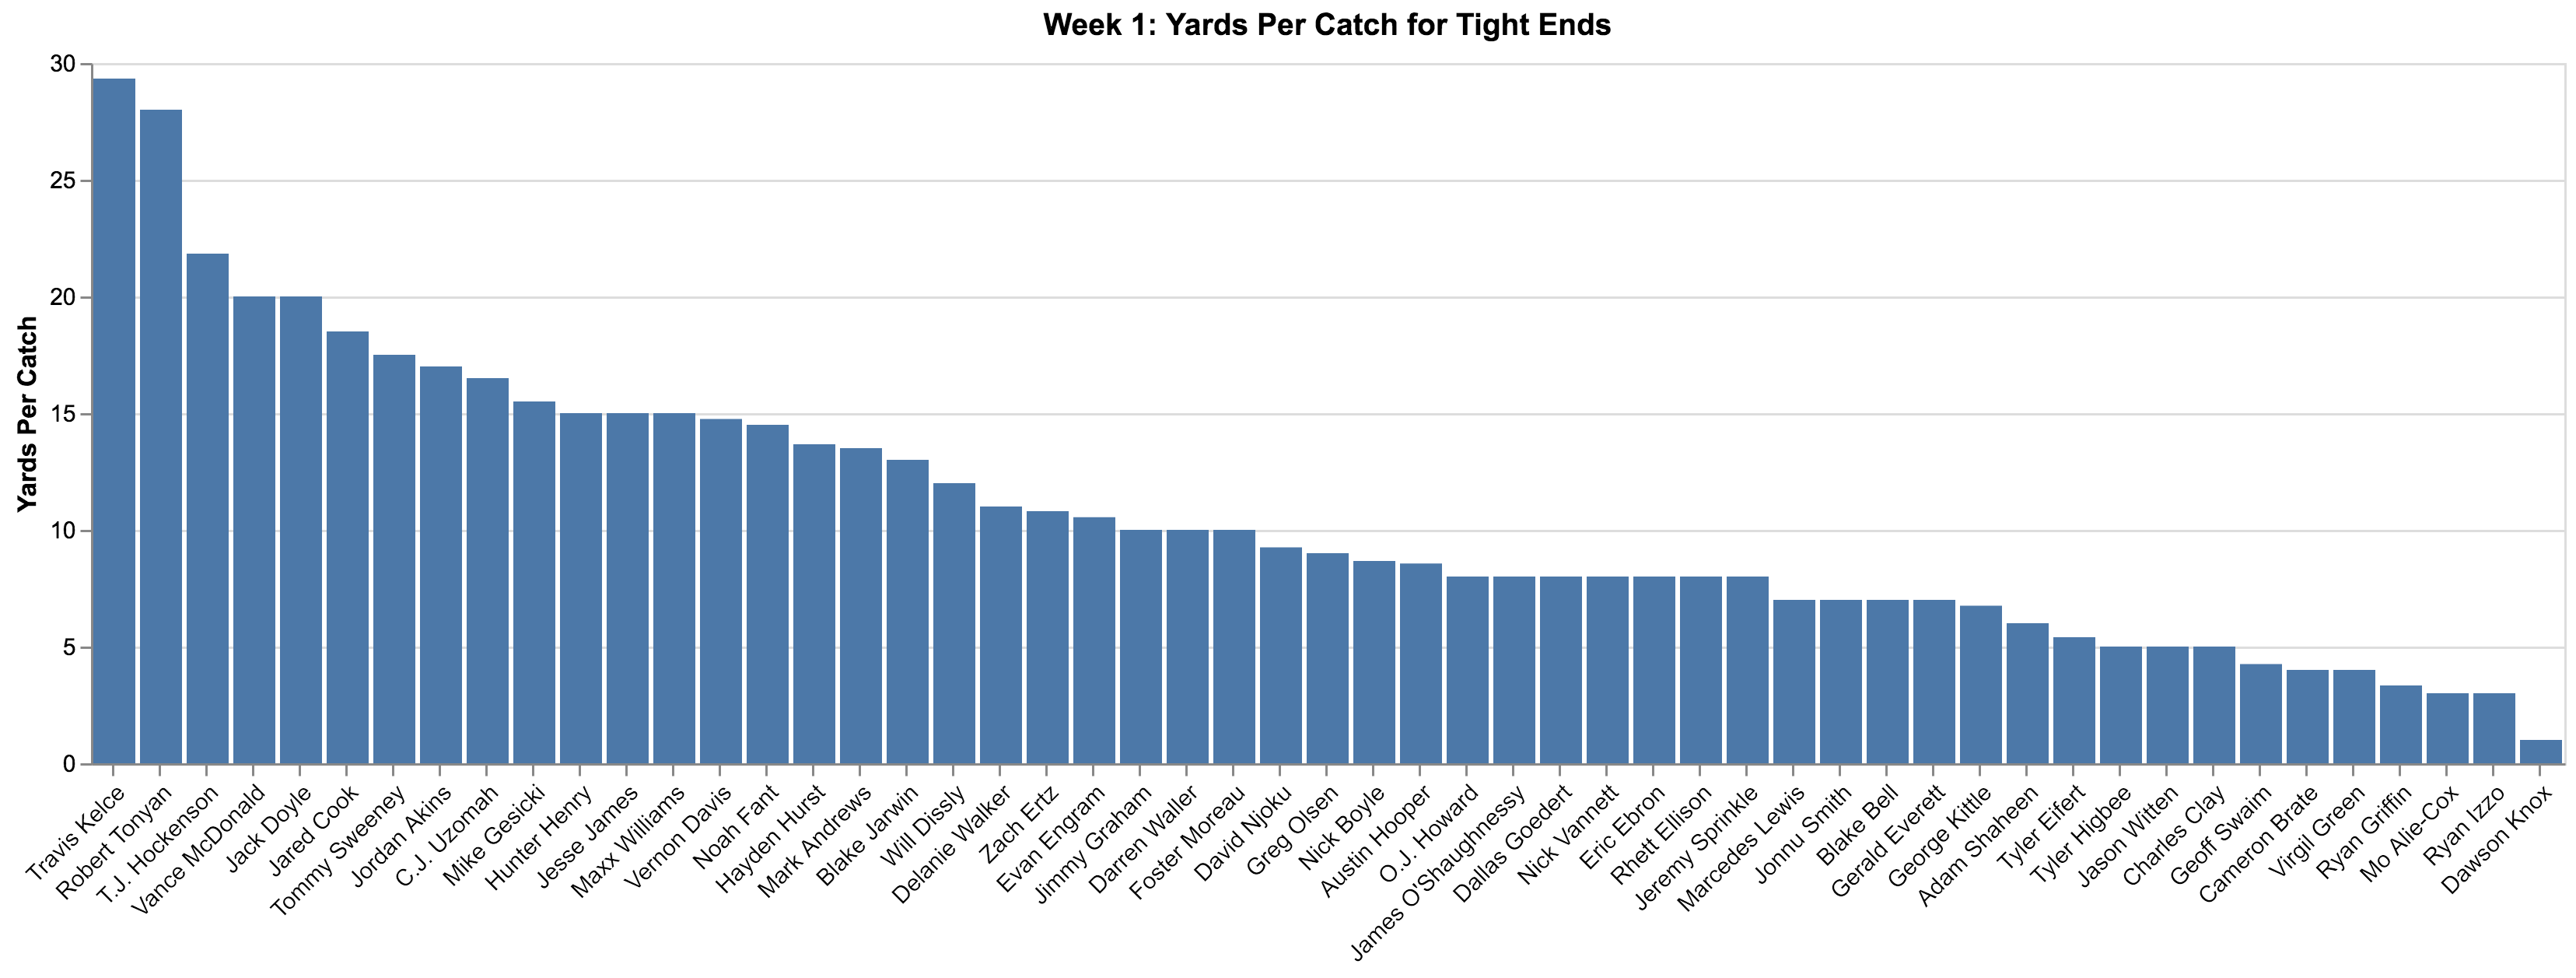 Week 1: Yards Per Catch for Tight Ends
Yards Per Catch
30
25
20
15
10
5
0
Travis Kelce
Robert Tonyan
T.J. Hockenson
Vance McDonald
Jack Doyle
Jared Cook
Tommy Sweeney
Jordan Akins
C.J. Uzomah
Mike Gesicki
Hunter Henry
Jesse James
Maxx Williams
Vernon Davis
Noah Fant
Hayden Hurst
Mark Andrews
Blake Jarwin
Will Dissly
Delanie Walker
Zach Ertz
Evan Engram
Jimmy Graham
Darren Waller
Foster Moreau
David Njoku
Greg Olsen
Nick Boyle
Austin Hooper
O.J. Howard
James O'Shaughnessy
Dallas Goedert
Nick Vannett
Eric Ebron
Rhett Ellison
Jeremy Sprinkle
Marcedes Lewis
Jonnu Smith
Blake Bell
Gerald Everett
George Kittle
Adam Shaheen
Tyler Eifert
Tyler Higbee
Jason Witten
Charles Clay
Geoff Swaim
Cameron Brate
Virgil Green
Ryan Griffin
Mo Alie-Cox
Ryan Izzo
Dawson Knox